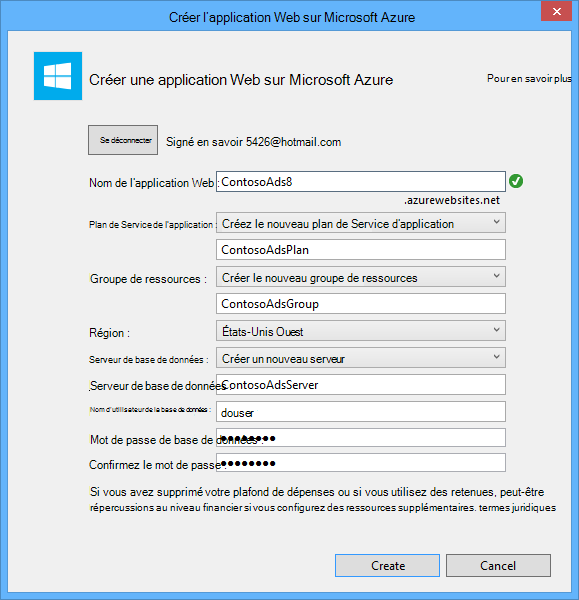 Créer l'application Web sur Microsoft Azure
Créer une application Web sur Microsoft Azure
Pour en savoir plus
Se déconnecter
Signé en savoir 5426@hotmail.com
Nom de l'application Web :
ContosoAds8
.azurewebsites.net
Plan de Service de l'application :
Créez le nouveau plan de Service d'application
ContosoAdsPlan
Groupe de ressources :
Créer le nouveau groupe de ressources
ContosoAdsGroup
Région :
États-Unis Ouest
Serveur de base de données :
Créer un nouveau serveur
Serveur de base de données :
ContosoAdsServer
Nom d'utilisateur de la base de données :
douser
Mot de passe de base de données :
●●●●●●●●
Confirmez le mot de passe :
●●●●●●●●
Si vous avez supprimé votre plafond de dépenses ou si vous utilisez des retenues, peut-être
répercussions au niveau financier si vous configurez des ressources supplémentaires. termes juridiques
Create
Cancel